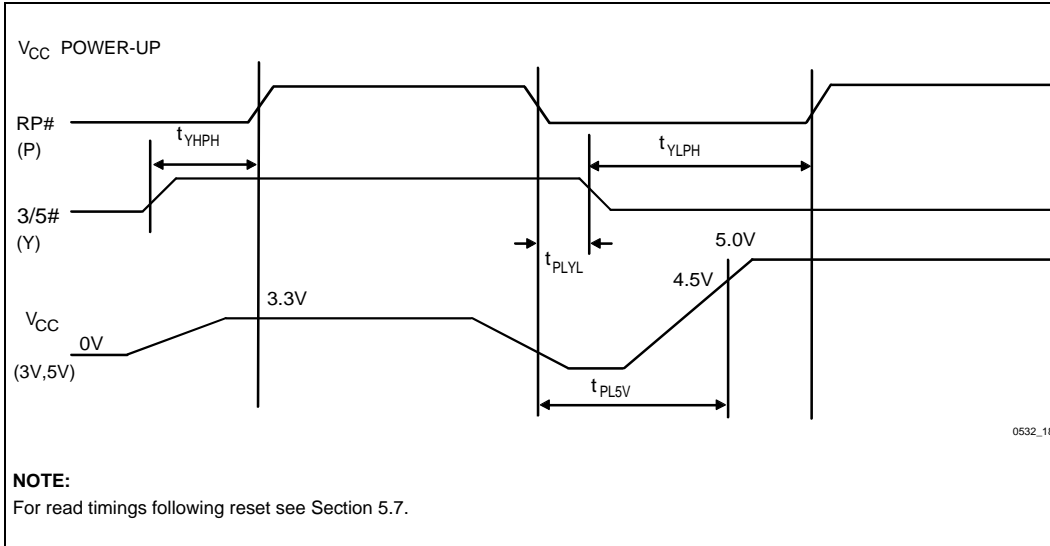 VCC POWER-UP
RP#
(P)
tYHPH
tYLPH
3/5#
(Y)
tPLYL
5.0V
4.5V
3.3V
VCC
0V
(3V,5V)
tPL5V
0532_18
NOTE:
For read timings following reset see Section 5.7.